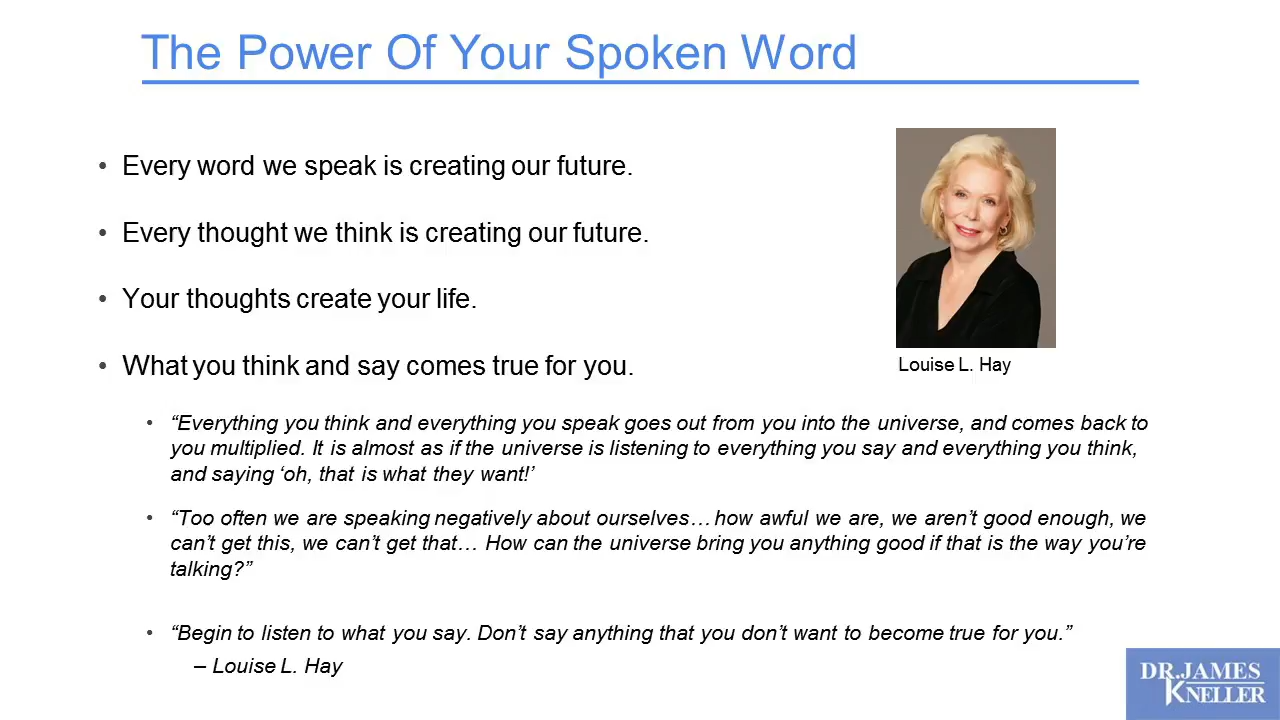 The Power Of Your Spoken Word
• Every word we speak is creating our future.
• Every thought we think is creating our future.
• Your thoughts create your life.
• What you think and say comes true for you.
Louise L. Hay
• “Everything you think and everything you speak goes out from you into the universe, and comes back to
you multiplied. It is almost as if the universe is listening to everything you say and everything you think,
and saying ‘oh, that is what they want!’
• “Too often we are speaking negatively about ourselves… how awful we are, we aren’t good enough, we
can’t get this, we can’t get that… How can the universe bring you anything good if that is the way you’re
talking?”
• “Begin to listen to what you say. Don’t say anything that you don’t want to become true for you.”
– Louise L. Hay
DR.JAMES
KNELLER